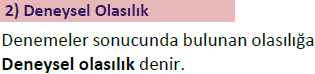 2) Deneysel Olasılık
Denemeler sonucunda bulunan olasılığa
Deneysel olasılık denir.